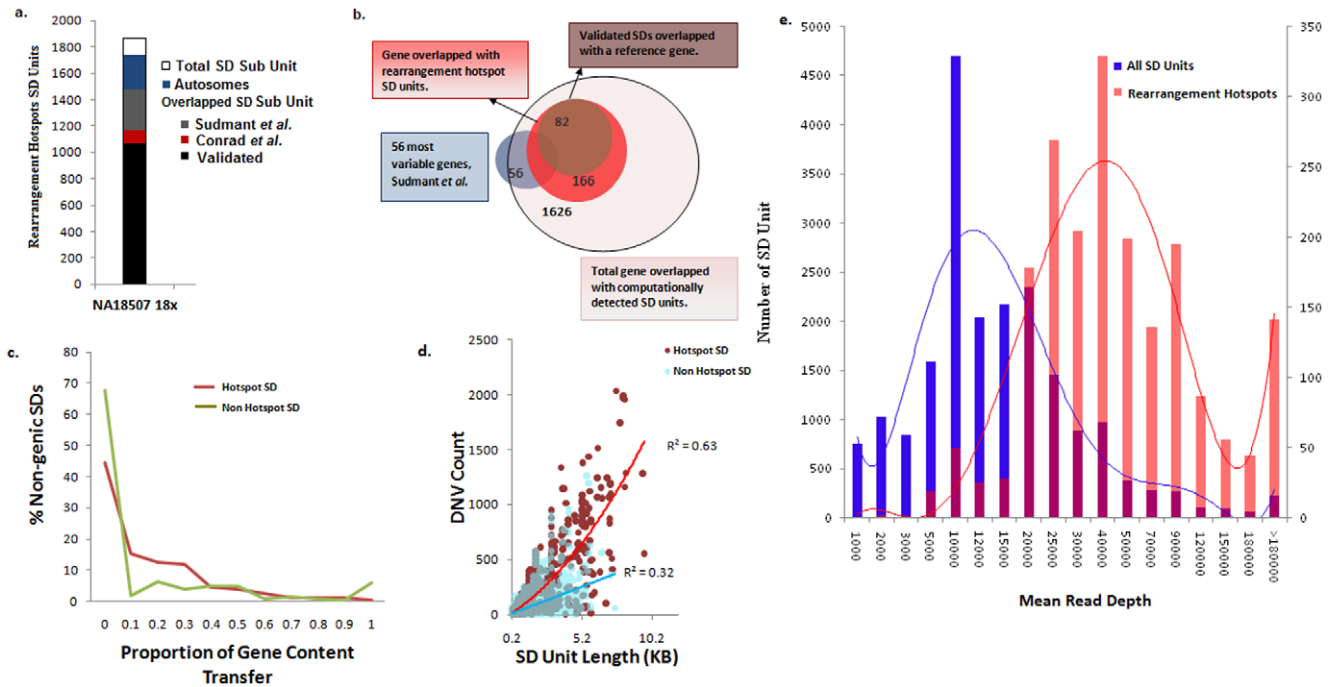 a.
2000
1800
1600
1400
1200
1000
800
600
400
200
0
Rearrangement Hotspots SD Units
NA18507 18x
Total SD Sub Unit
Autosomes
Overlapped SD Sub Unit
Sudmant et al.
Conrad et al.
Validated
b.
Gene overlapped with
rearrangement hotspot
SD units.
Validated SDs overlapped
with a reference gene.
56 most
variable genes,
Sudmant et al.
82
56
166
1626
Total gene overlapped
with computationally
detected SD units.
c.
80
70
60
50
40
30
20
10
0
% Non-genic SDs
Hotspot SD
Non Hotspot SD
0 0.1 0.2 0.3 0.4 0.5 0.6 0.7 0.8 0.9 1
Proportion of Gene Content
Transfer
d.
2500
2000
1500
1000
500
0
DNV Count
Hotspot SD
Non Hotspot SD
R² = 0.63
R² = 0.32
0.2 5.2 10.2
SD Unit Length (KB)
e.
5000
4500
4000
3500
3000
2500
2000
1500
1000
500
0
Number of SD Unit
All SD Units
Rearrangement Hotspots
350
300
250
200
150
100
50
0
1000
2000
3000
5000
10000
12000
15000
20000
25000
30000
40000
50000
70000
90000
120000
150000
180000
>180000
Mean Read Depth